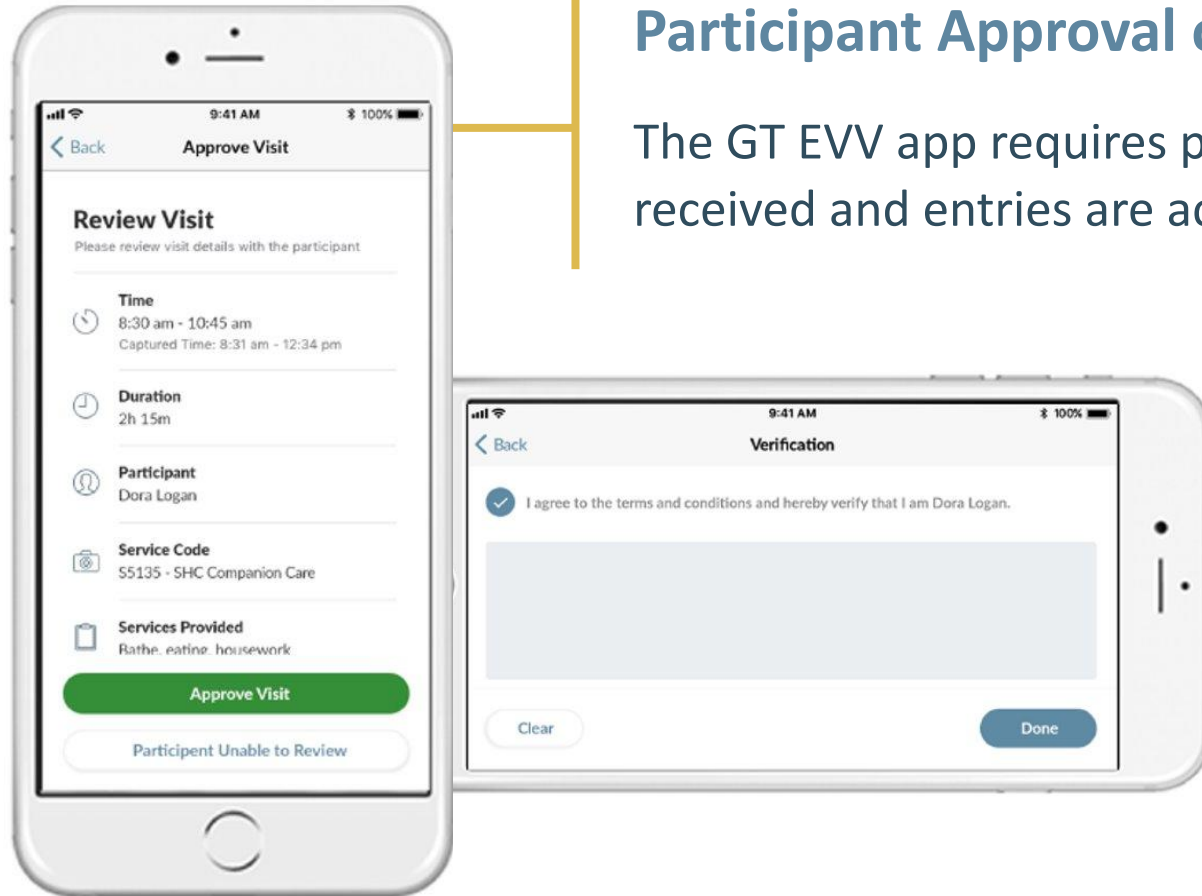 Participant Approval
The GT EVV app requires
received and entries are
9:41 AM
100%
Back
Approve Visit
Review Visit
Please review visit details with the participant
Time
8:30 am - 10:45 am
Captured Time: 8:31 am - 12:34 pm
Duration
2h 15m
Participant
Dora Logan
Service Code
S5135 - SHC Companion Care
Services Provided
Bathe, eating, housework
Approve Visit
Participent Unable to Review
9:41 AM
100%
Back
Verification
I agree to the terms and conditions and hereby verify that I am Dora Logan.
Clear
Done